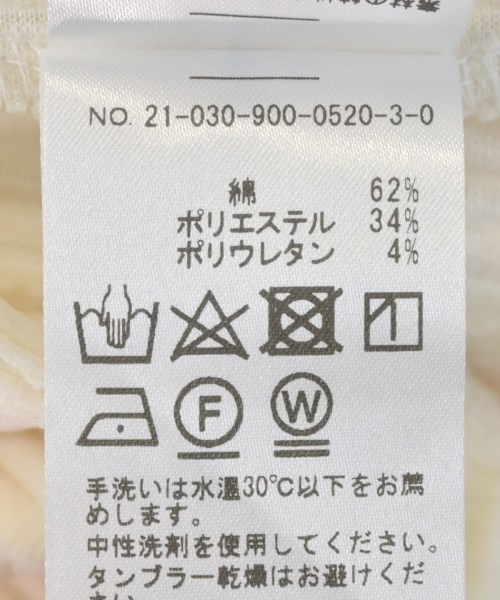 NO. 21-030-900-0520-3-0
綿 62%
ポリエステル 34%
ポリウレタン 4%
F
W
手洗いは水温30℃以下をお薦
めします。
中性洗剤を使用してください。
タンブラー乾燥はお避けくだ
さい。